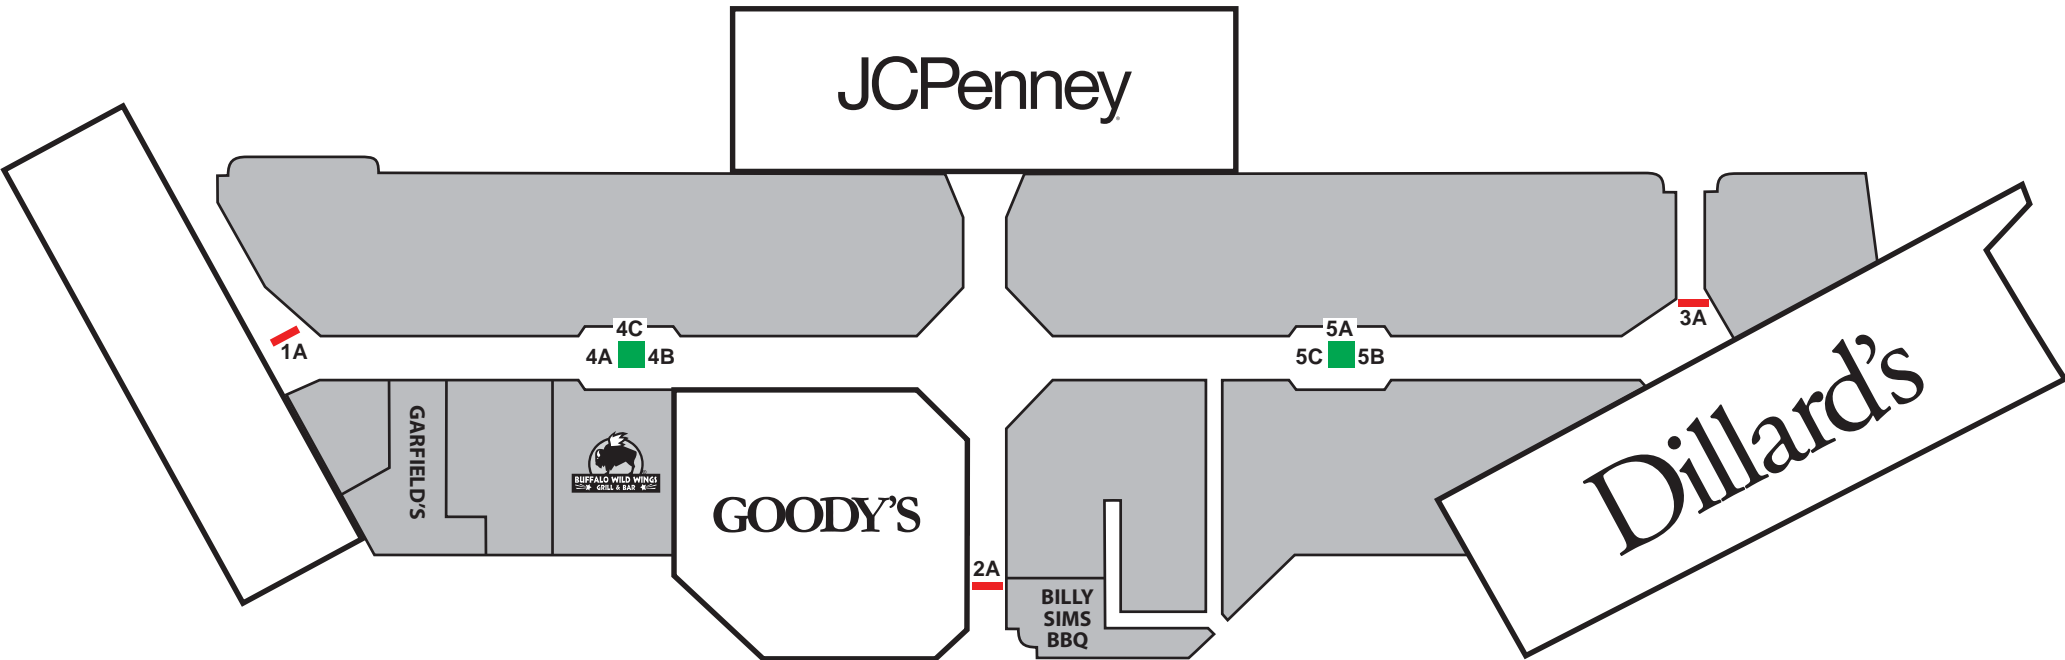 JCPenney
4C
4A
4B
5A
5C
5B
3A
1A
GARFIELD'S
BUFFALO WILD WINGS
GRILL & BAR
GOODY'S
2A
BILLY
SIMS
BBQ
Dillard's